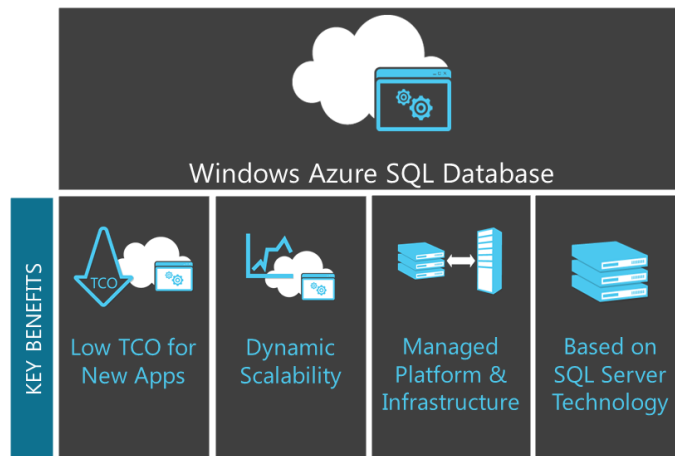 Windows Azure SQL Database
KEY BENEFITS
TCO
Low TCO for
New Apps
Dynamic
Scalability
Managed
Platform &
Infrastructure
Based on
SQL Server
Technology